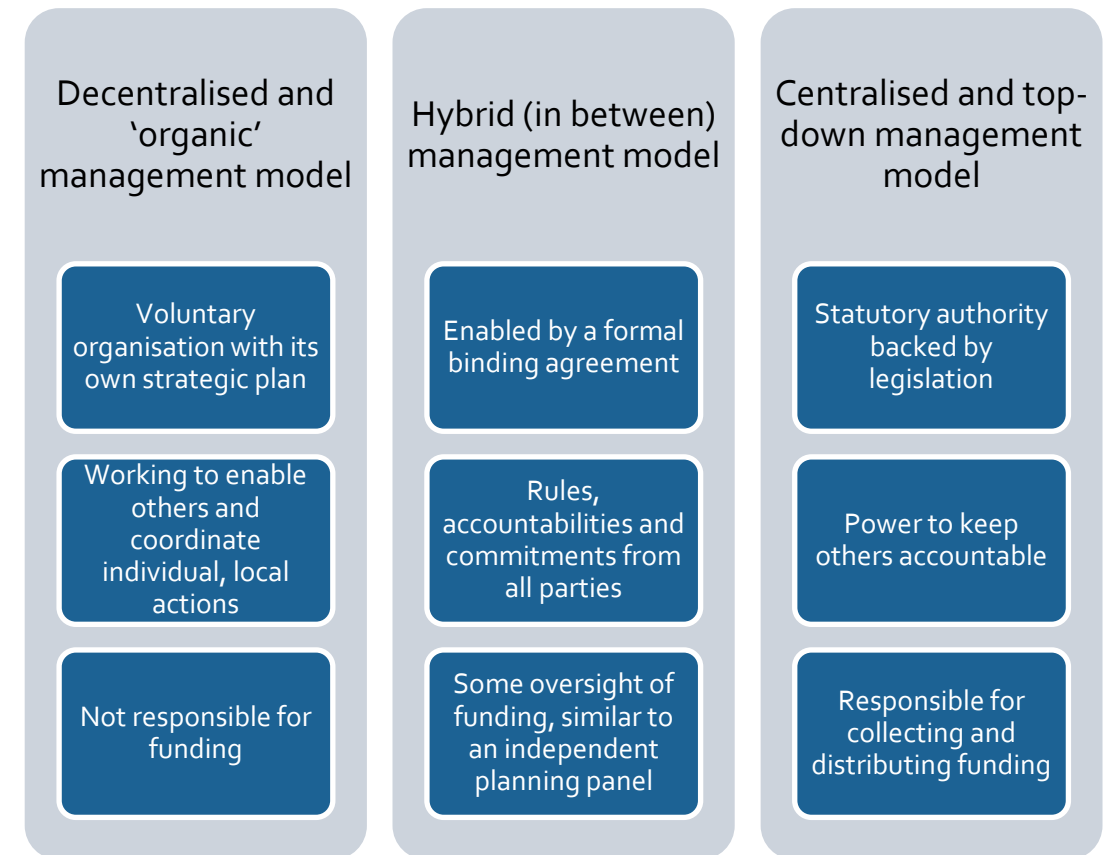 Decentralised and
‘organic’
management model
Voluntary
organisation with its
own strategic plan
Working to enable
others and
coordinate
individual, local
actions
Not responsible for
funding
Hybrid (in between)
management model
Enabled by a formal
binding agreement
Rules,
accountabilities and
commitments from
all parties
Some oversight of
funding, similar to
an independent
planning panel
Centralised and top-
down management
model
Statutory authority
backed by
legislation
Power to keep
others accountable
Responsible for
collecting and
distributing funding